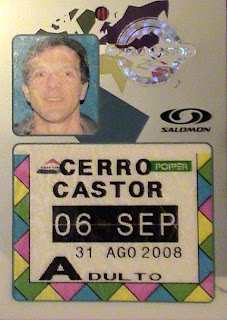 SALOMON
CERRO
POWER
CASTOR
06 SEP
31 AGO 2008
ADULTO